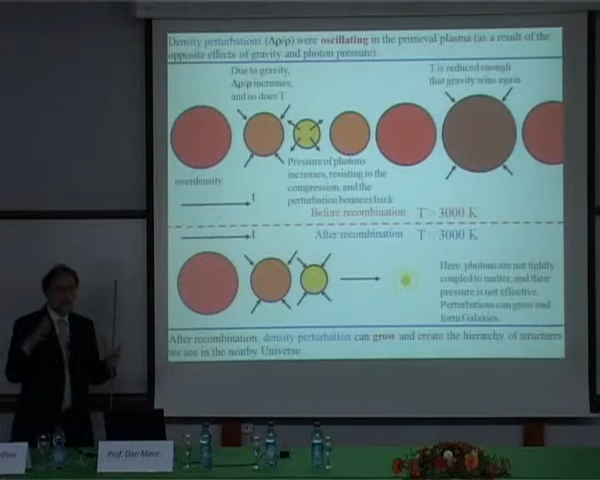 Density perturbations (Δρ/ρ) were oscillating in the primeval plasma (as a result of the
opposite effects of gravity and photon pressure).
Due to gravity,
Δρ/ρ increases,
and so does T
T is reduced enough
that gravity wins again
Pressure of photons
increases, resisting to the
compression, and the
perturbation bounces back
overdensity
t
Before recombination T > 3000 K
t
After recombination T < 3000 K
Here, photons are not tightly
coupled to matter, and their
pressure is not effective.
Perturbations can grow and
form Galaxies.
After recombination, density perturbation can grow and create the hierarchy of structures
we see in the nearby Universe.
Prof. Dan Maoz